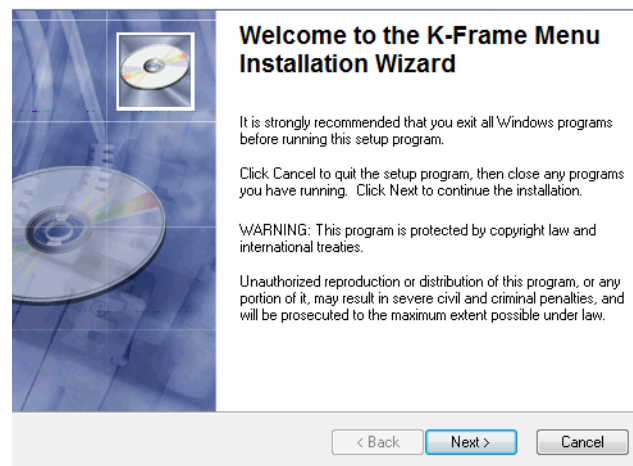 Welcome to the K-Frame Menu
Installation Wizard
It is strongly recommended that you exit all Windows programs
before running this setup program.
Click Cancel to quit the setup program, then close any programs
you have running. Click Next to continue the installation.
WARNING: This program is protected by copyright law and
international treaties.
Unauthorized reproduction or distribution of this program, or any
portion of it, may result in severe civil and criminal penalties, and
will be prosecuted to the maximum extent possible under law.
< Back Next > Cancel